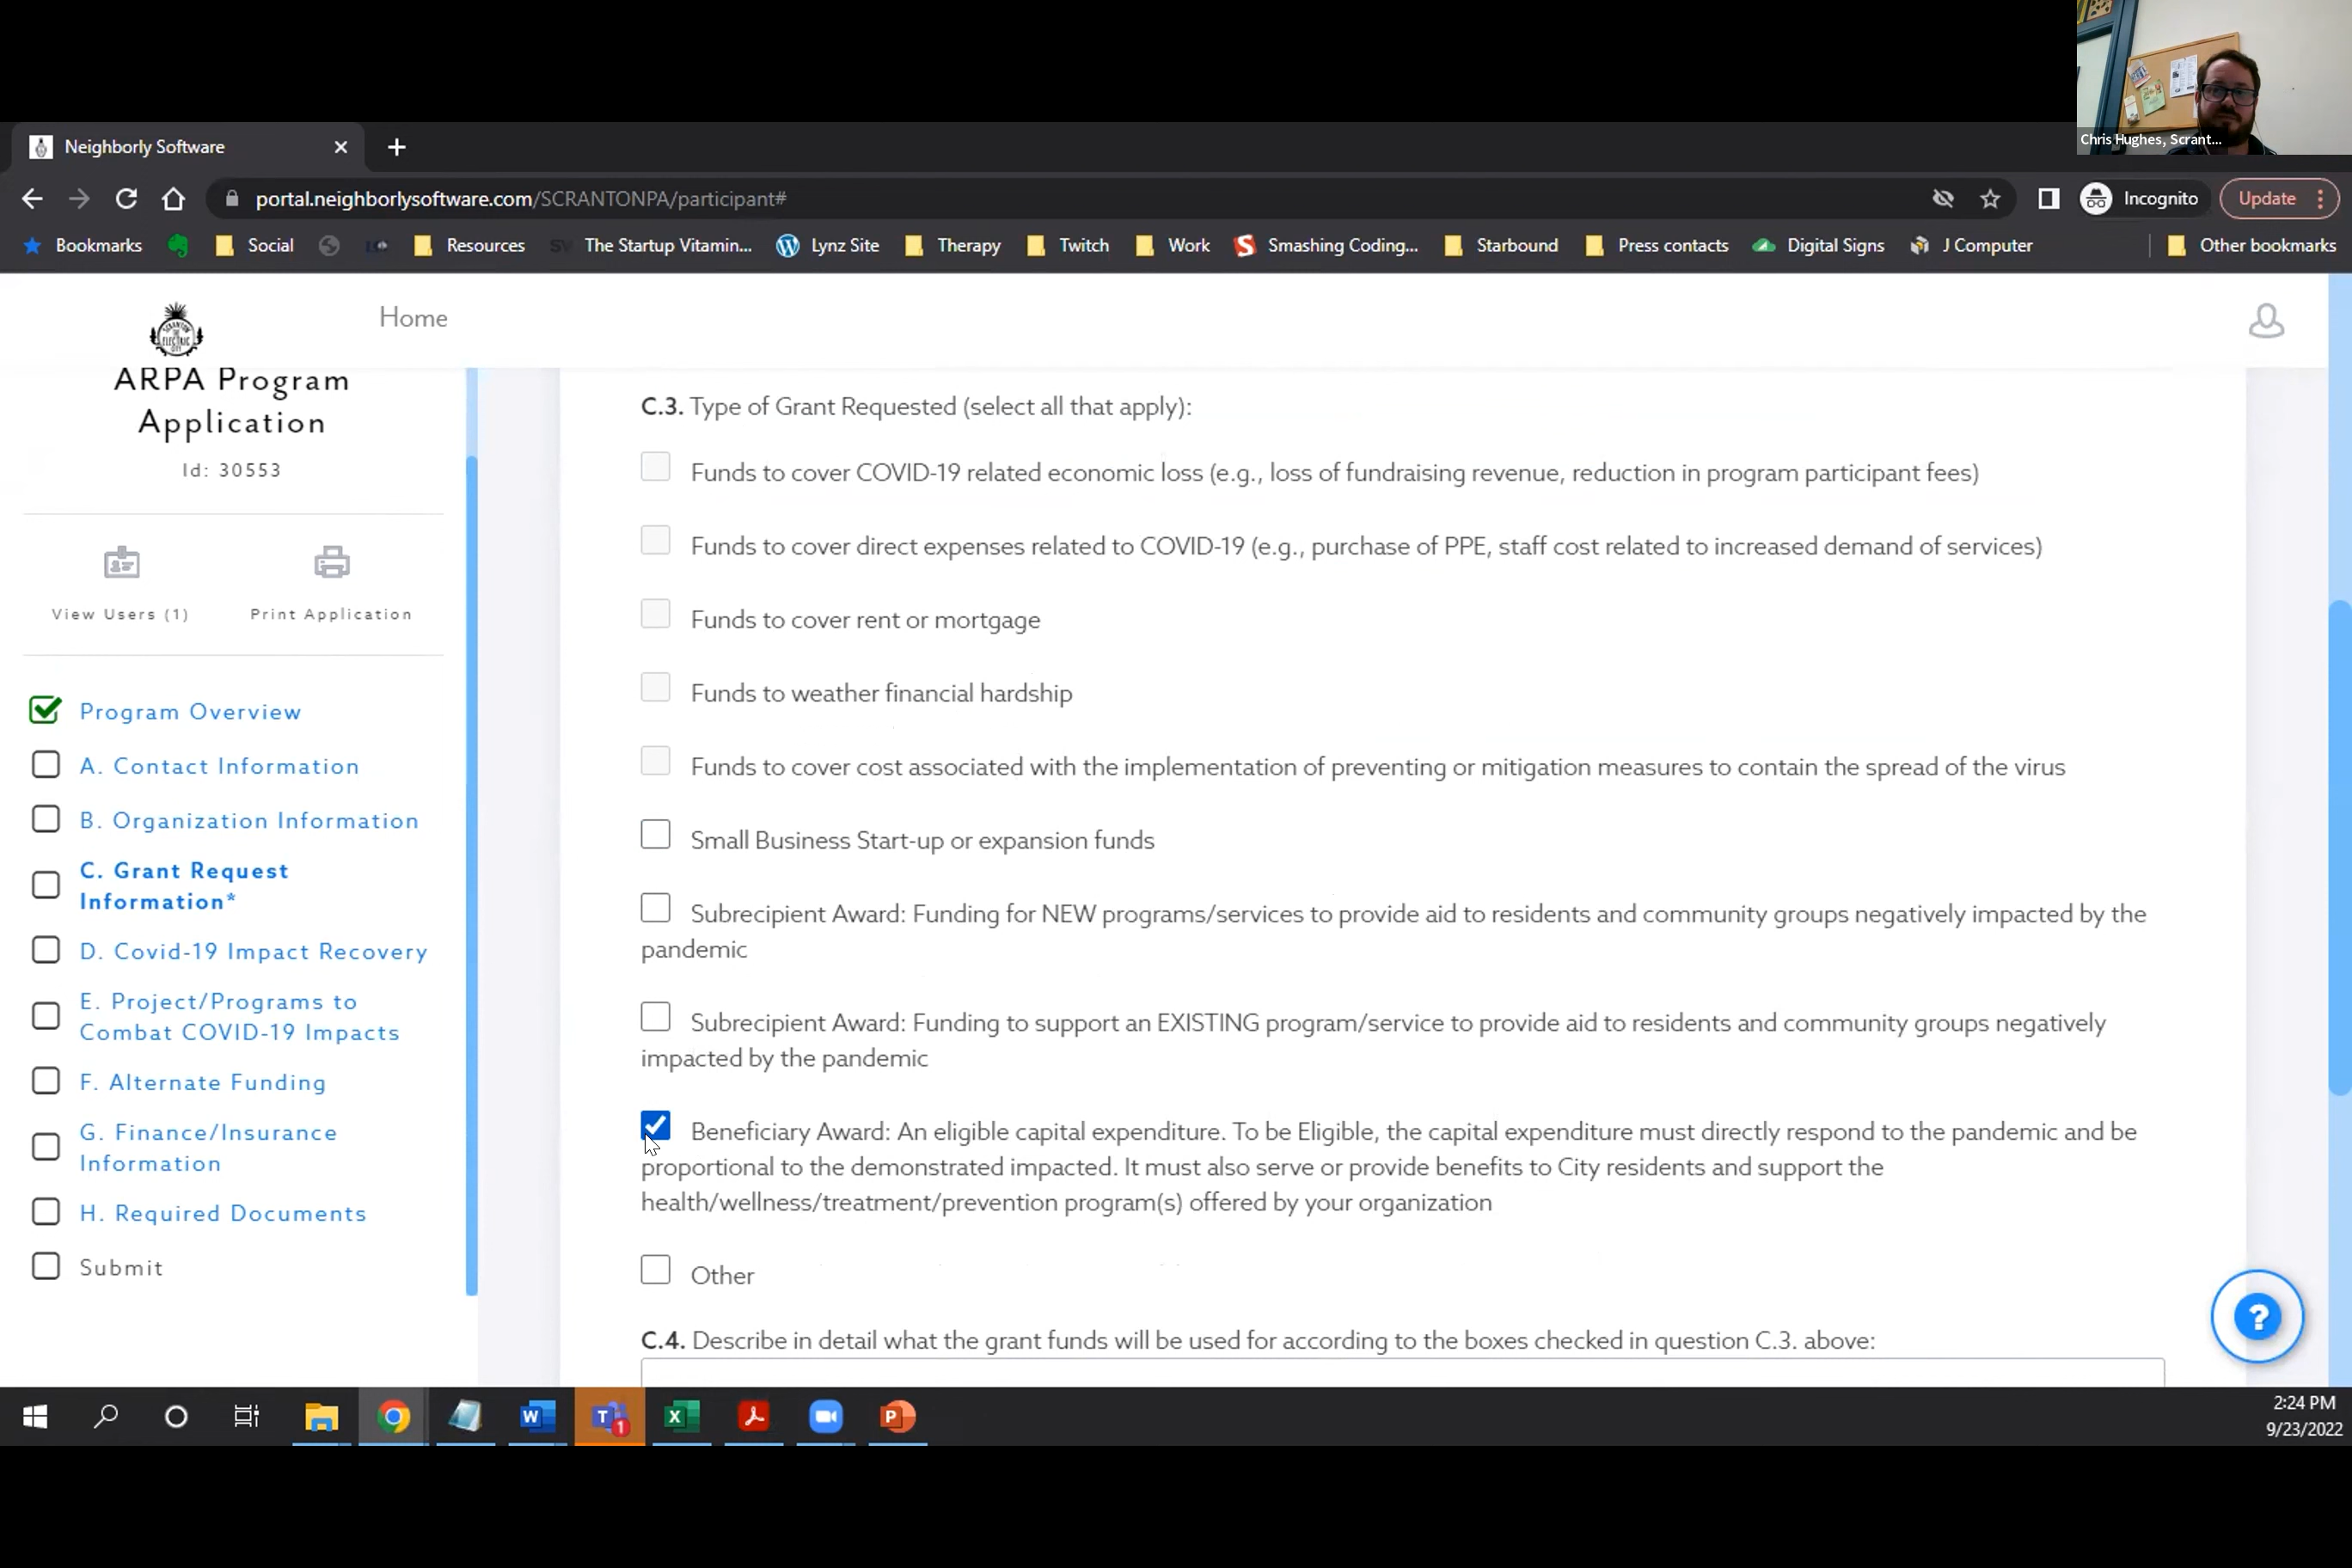 Chris Hughes, Scrant...
Neighborly Software
portal.neighborlysoftware.com/SCRANTONPA/participant#
Incognito
Update
Bookmarks
Social
Resources
The Startup Vitamin...
Lynz Site
Therapy
Twitch
Work
Smashing Coding...
Starbound
Press contacts
Digital Signs
J Computer
Other bookmarks
SCRANTON
THE
ELECTRIC
CITY
Home
ARPA Program
Application
Id: 30553
View Users (1)
Print Application
Program Overview
A. Contact Information
B. Organization Information
C. Grant Request
Information*
D. Covid-19 Impact Recovery
E. Project/Programs to
Combat COVID-19 Impacts
F. Alternate Funding
G. Finance/Insurance
Information
H. Required Documents
Submit
C.3. Type of Grant Requested (select all that apply):
Funds to cover COVID-19 related economic loss (e.g., loss of fundraising revenue, reduction in program participant fees)
Funds to cover direct expenses related to COVID-19 (e.g., purchase of PPE, staff cost related to increased demand of services)
Funds to cover rent or mortgage
Funds to weather financial hardship
Funds to cover cost associated with the implementation of preventing or mitigation measures to contain the spread of the virus
Small Business Start-up or expansion funds
Subrecipient Award: Funding for NEW programs/services to provide aid to residents and community groups negatively impacted by the
pandemic
Subrecipient Award: Funding to support an EXISTING program/service to provide aid to residents and community groups negatively
impacted by the pandemic
Beneficiary Award: An eligible capital expenditure. To be Eligible, the capital expenditure must directly respond to the pandemic and be
proportional to the demonstrated impacted. It must also serve or provide benefits to City residents and support the
health/wellness/treatment/prevention program(s) offered by your organization
Other
C.4. Describe in detail what the grant funds will be used for according to the boxes checked in question C.3. above:
?
W
T
1
X
P
2:24 PM
9/23/2022